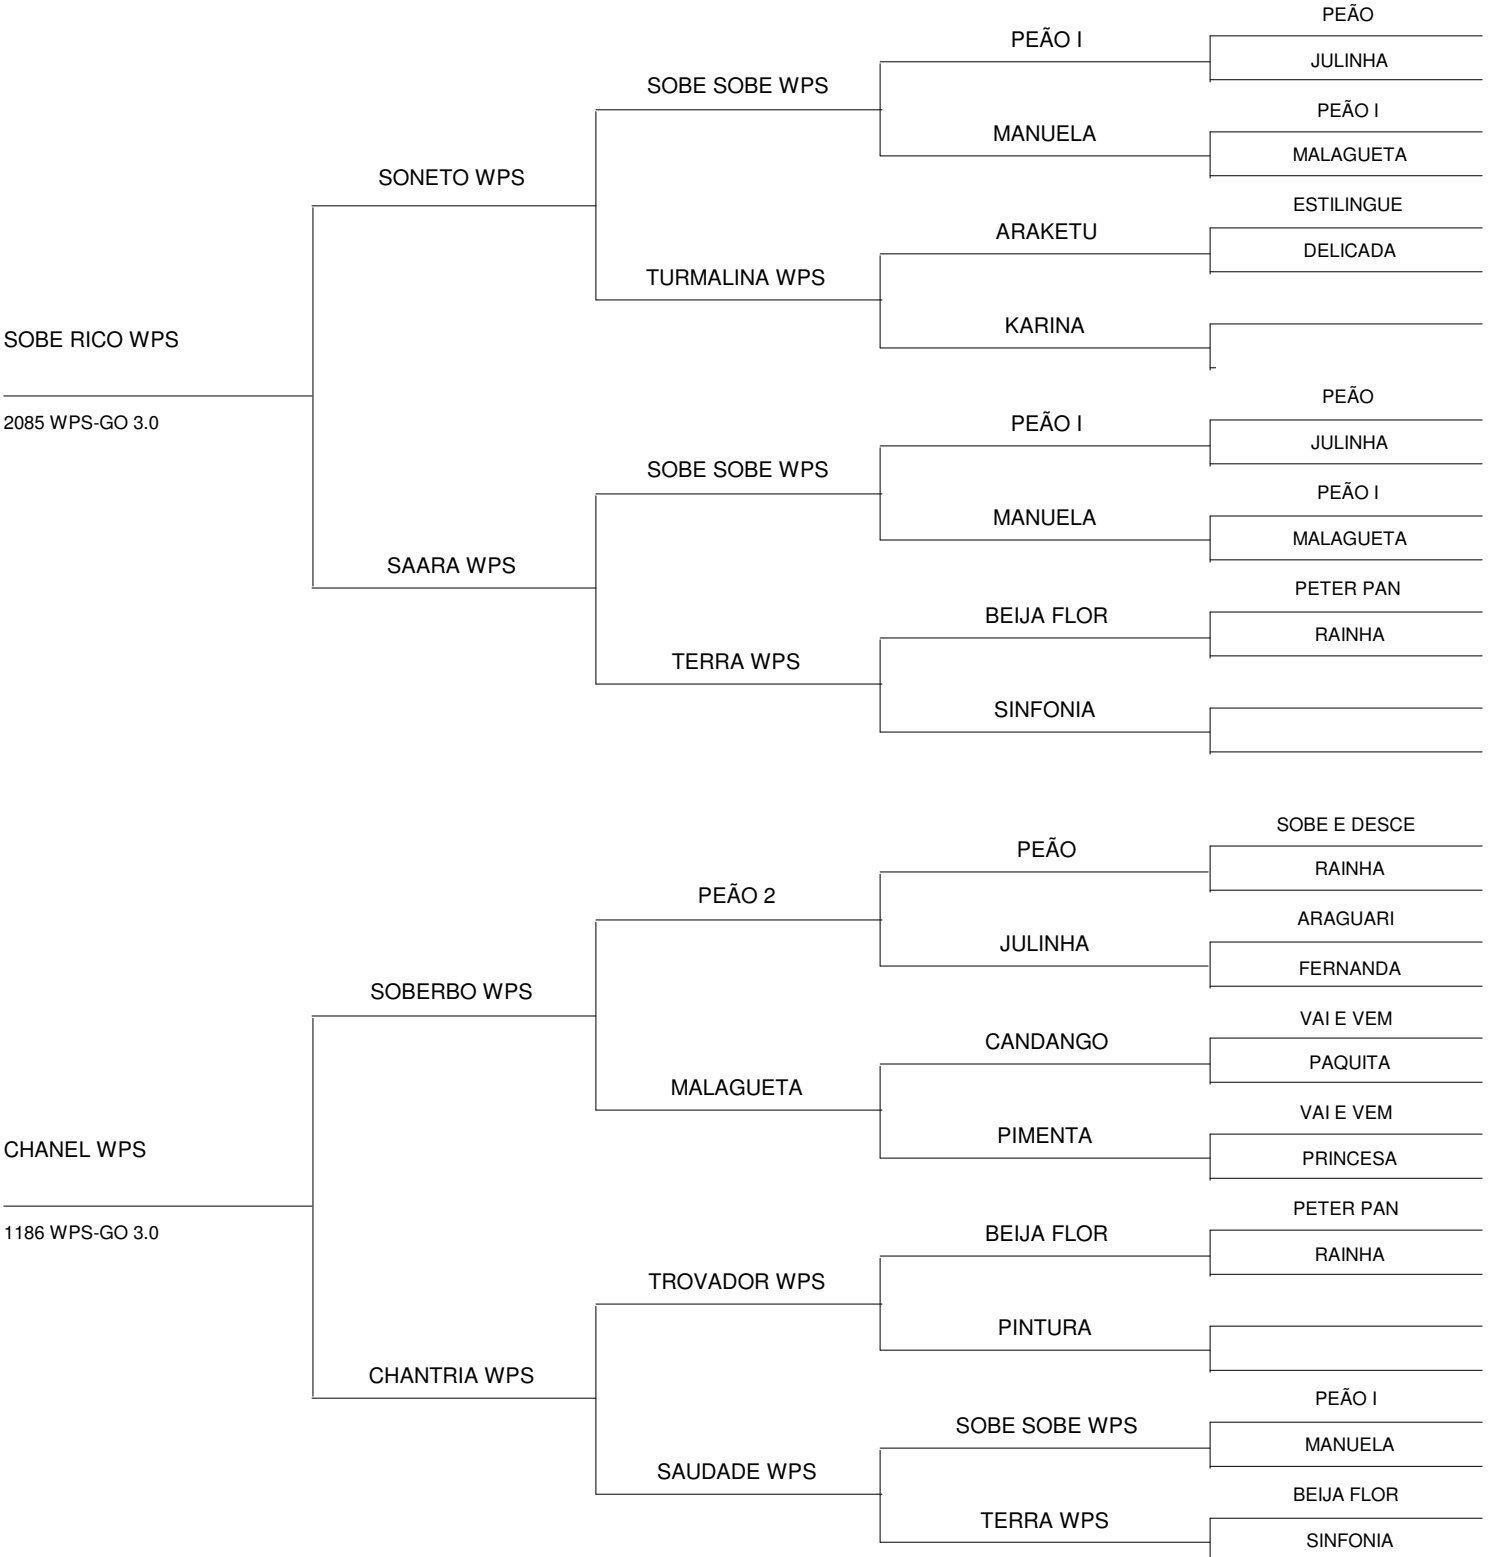 PEÃO
PEÃO I
JULINHA
SOBE SOBE WPS
PEÃO I
MANUELA
MALAGUETA
SONETO WPS
ESTILINGUE
ARAKETU
DELICADA
TURMALINA WPS
KARINA
SOBE RICO WPS
PEÃO
2085 WPS-GO 3.0
PEÃO I
JULINHA
SOBE SOBE WPS
PEÃO I
MANUELA
MALAGUETA
SAARA WPS
PETER PAN
BEIJA FLOR
RAINHA
TERRA WPS
SINFONIA
SOBE E DESCE
PEÃO
RAINHA
PEÃO 2
ARAGUARI
JULINHA
FERNANDA
SOBERBO WPS
VAI E VEM
CANDANGO
PAQUITA
MALAGUETA
VAI E VEM
PIMENTA
CHANEL WPS
PRINCESA
PETER PAN
1186 WPS-GO 3.0
BEIJA FLOR
RAINHA
TROVADOR WPS
PINTURA
CHANTRIA WPS
PEÃO I
SOBE SOBE WPS
MANUELA
SAUDADE WPS
BEIJA FLOR
TERRA WPS
SINFONIA